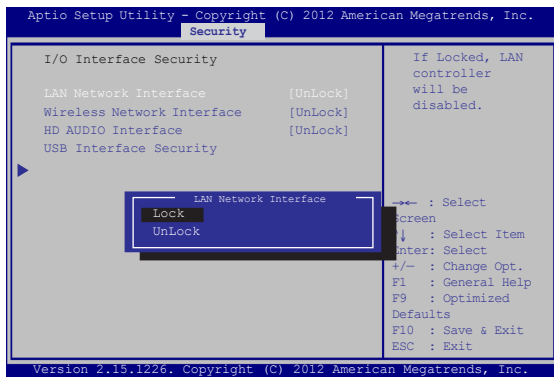 Aptio Setup Utility – Copyright (C) 2012 American Megatrends, Inc.
Security
I/O Interface Security
LAN Network Interface [UnLock]
Wireless Network Interface [UnLock]
HD AUDIO Interface [UnLock]
USB Interface Security
If Locked, LAN
controller
will be
disabled.
LAN Network Interface
Lock
UnLock
→← : Select
Screen
↑↓ : Select Item
Enter: Select
+/— : Change Opt.
F1 : General Help
F9 : Optimized
Defaults
F10 : Save & Exit
ESC : Exit
Version 2.15.1226. Copyright (C) 2012 American Megatrends, Inc.